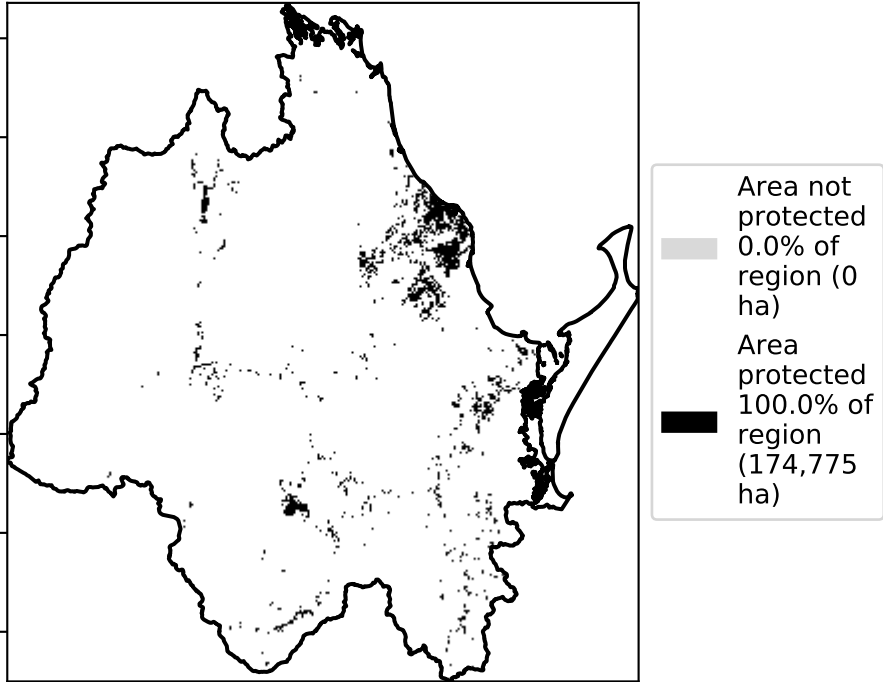 Area not
protected
0.0% of
region (0
ha)
Area
protected
100.0% of
region
(174,775
ha)